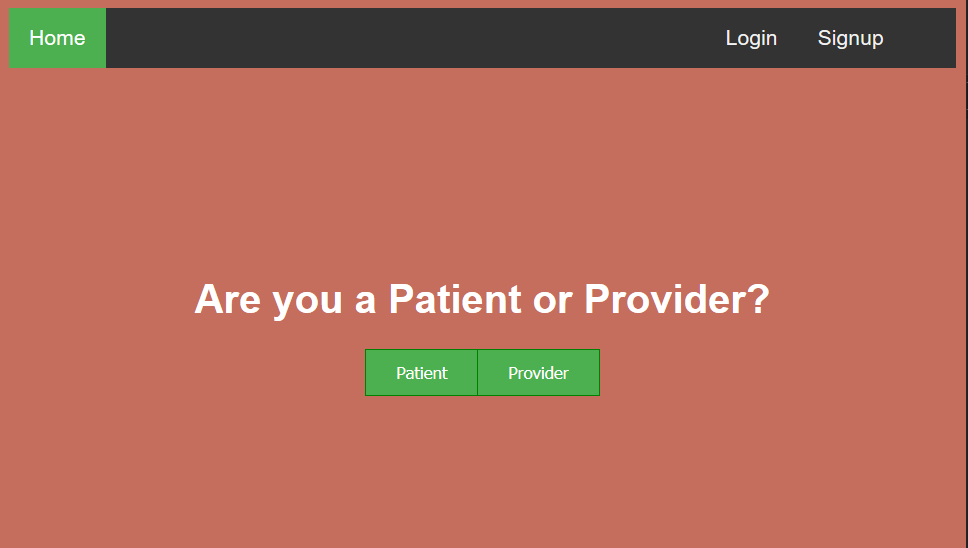 Home Login Signup
Are you a Patient or Provider?
Patient Provider